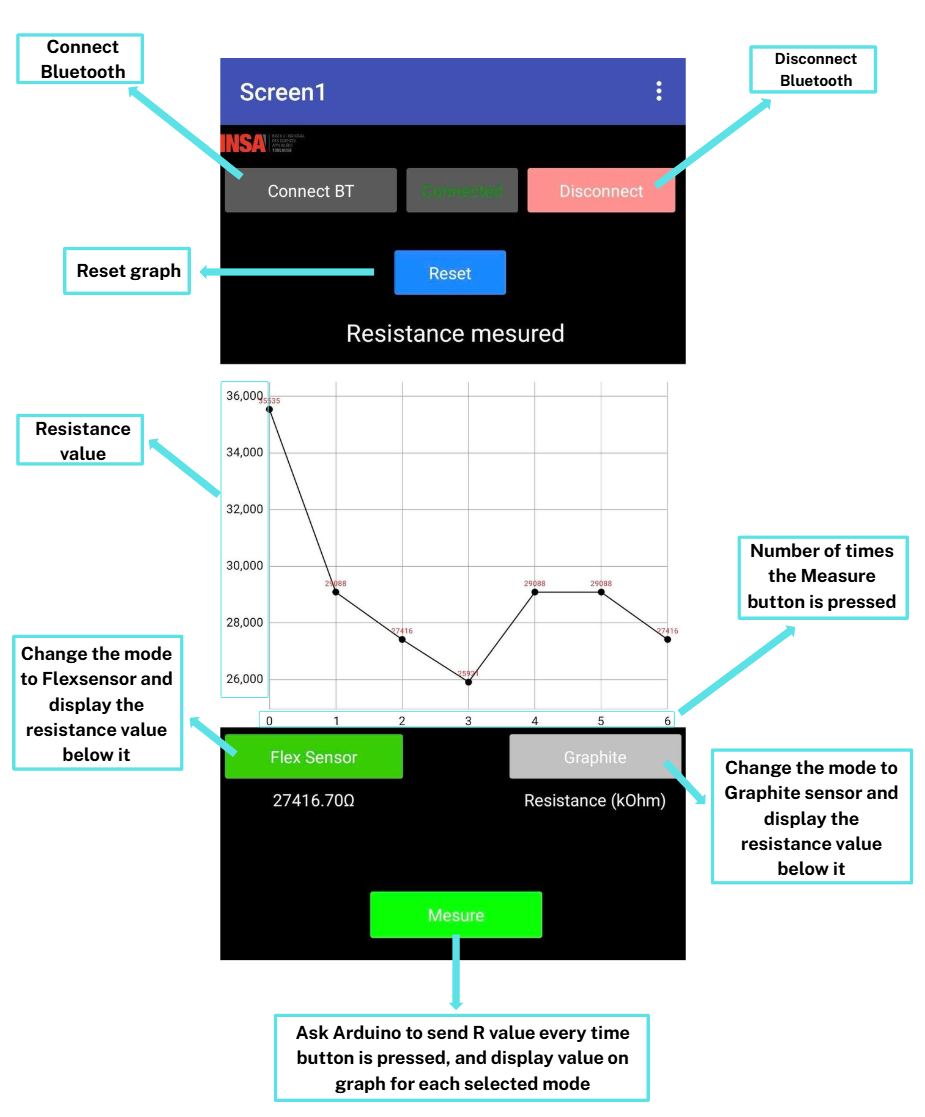 Connect
Bluetooth
Disconnect
Bluetooth
Screen1
INSA
TOULOUSE
Connect BT
Connected
Disconnect
Reset graph
Reset
Resistance mesured
Resistance
value
36,000
34,000
32,000
30,000
28,000
26,000
35535
29088
27416
25921
29088
29088
27416
0 1 2 3 4 5 6
Number of times
the Measure
button is pressed
Change the mode
to Flexsensor and
display the
resistance value
below it
Flex Sensor
Graphite
27416.70Ω
Resistance (kOhm)
Change the mode to
Graphite sensor and
display the
resistance value
below it
Mesure
Ask Arduino to send R value every time
button is pressed, and display value on
graph for each selected mode